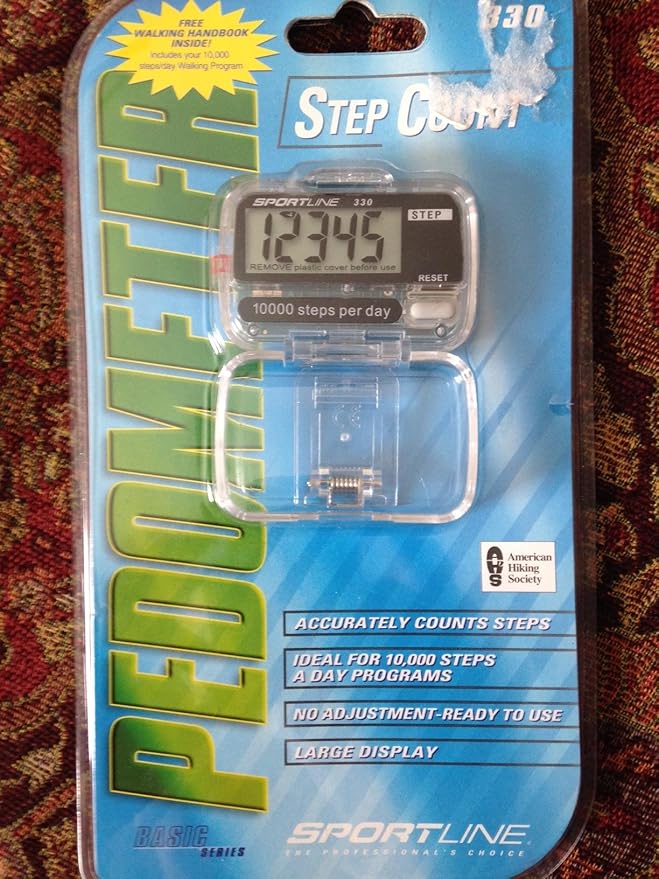 FREE
WALKING HANDBOOK
INSIDE!
Includes your 10,000
steps/day Walking Program
330
STEP COUNT
PEDOMETER
SPORTLINE 330
STEP
12345
REMOVE plastic cover before use
RESET
10000 steps per day
AHS
American
Hiking
Society
ACCURATELY COUNTS STEPS
IDEAL FOR 10,000 STEPS
A DAY PROGRAMS
NO ADJUSTMENT-READY TO USE
LARGE DISPLAY
BASIC
SERIES
SPORTLINE
THE PROFESSIONAL'S CHOICE